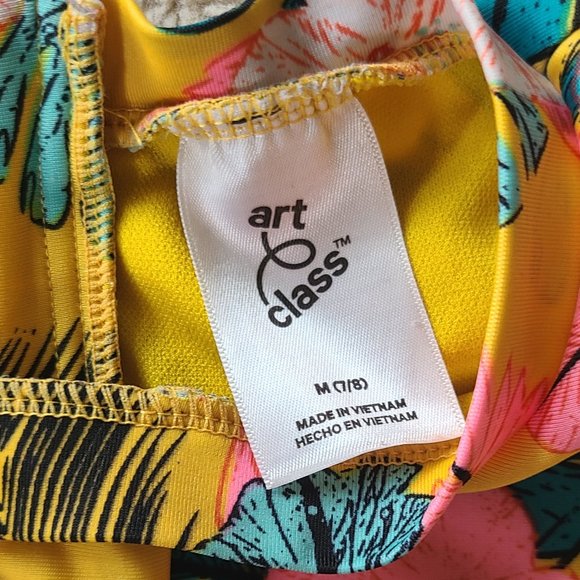 art
class™
M (7/8)
MADE IN VIETNAM
HECHO EN VIETNAM